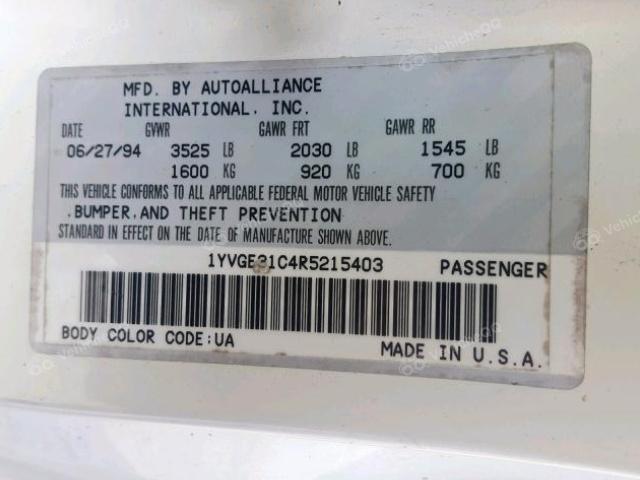 MFD. BY AUTOALLIANCE
INTERNATIONAL, INC.
DATE GVWR GAWR FRT GAWR RR
06/27/94 3525 LB 2030 LB 1545 LB
1600 KG 920 KG 700 KG
THIS VEHICLE CONFORMS TO ALL APPLICABLE FEDERAL MOTOR VEHICLE SAFETY
,BUMPER,AND THEFT PREVENTION
STANDARD IN EFFECT ON THE DATE OF MANUFACTURE SHOWN ABOVE.
1YVGE31C4R5215403 PASSENGER
BODY COLOR CODE:UA MADE IN U.S.A.